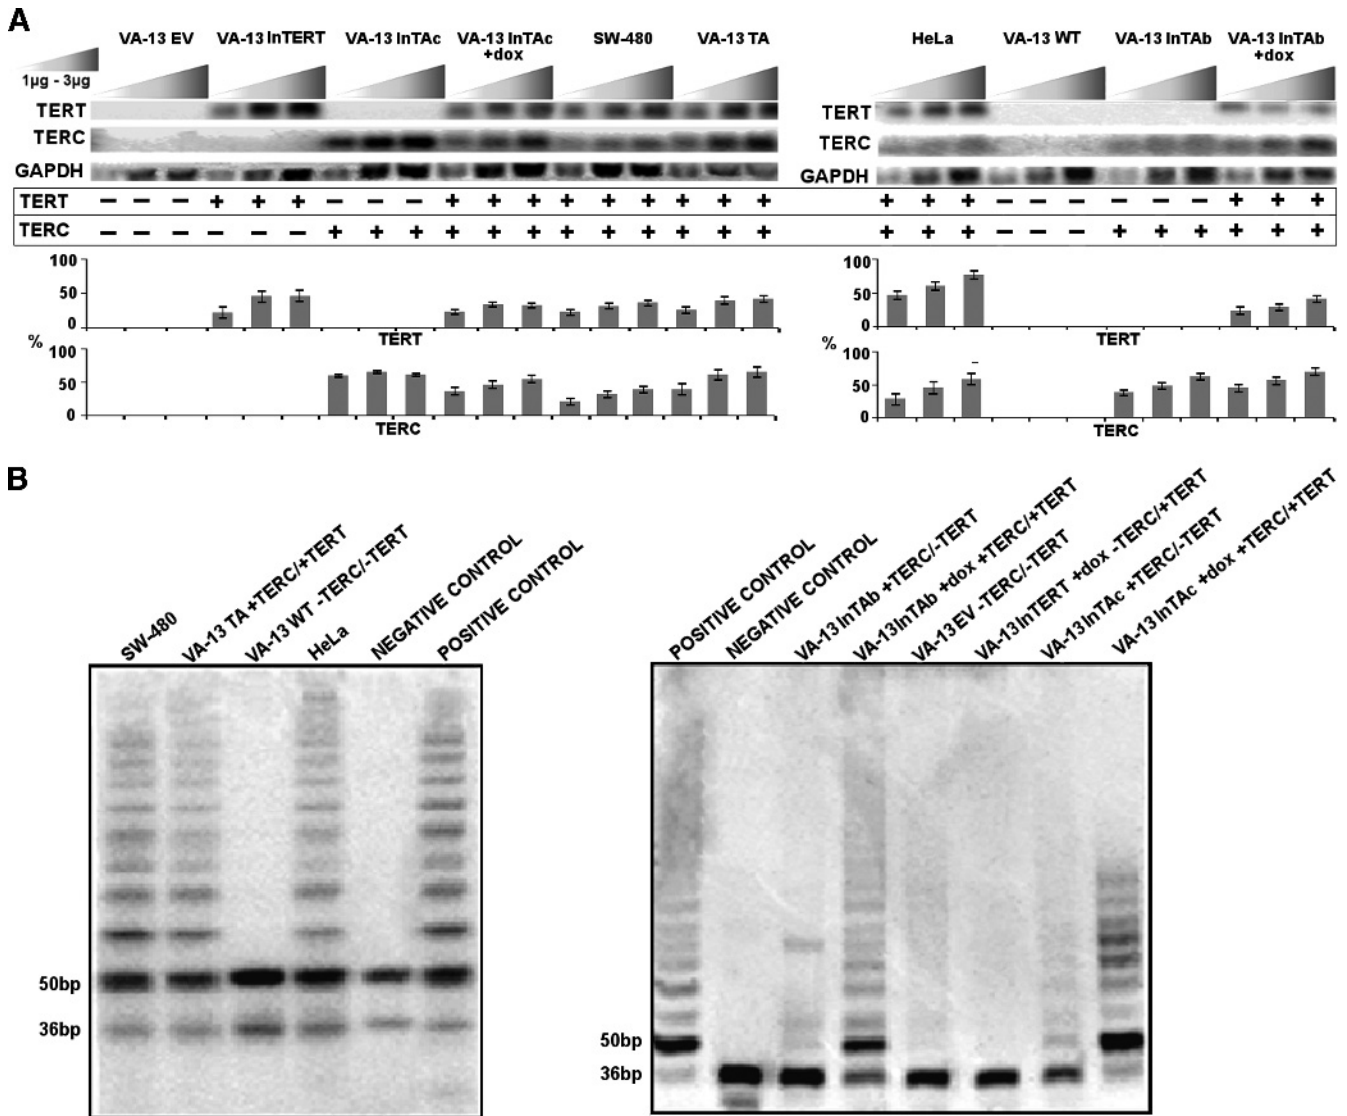 A
VA-13 EV VA-13 InTERT VA-13 InTAc VA-13 InTAc +dox SW-480 VA-13 TA HeLa VA-13 WT VA-13 InTAb VA-13 InTAb +dox
1µg - 3µg
TERT TERT
TERC TERC
GAPDH GAPDH
TERT − − − + + + − − − + + + + + + + + + + + + − − − − − − + + +
TERC − − − − − − + + + + + + + + + + + + + + + − − − + + + + + +
100 100
50 50
0 0
TERT TERT
% %
100 100
50 50
0 0
TERC TERC
B
SW-480
VA-13 TA +TERC/+TERT
VA-13 WT -TERC/-TERT
HeLa
NEGATIVE CONTROL
POSITIVE CONTROL
50bp
36bp
POSITIVE CONTROL
NEGATIVE CONTROL
VA-13 InTAb +TERC/-TERT
VA-13InTAb +dox +TERC/+TERT
VA-13 EV -TERC/-TERT
VA-13InTERT +dox -TERC/+TERT
VA-13 InTAc +TERC/-TERT
VA-13 InTAc +dox +TERC/+TERT
50bp
36bp